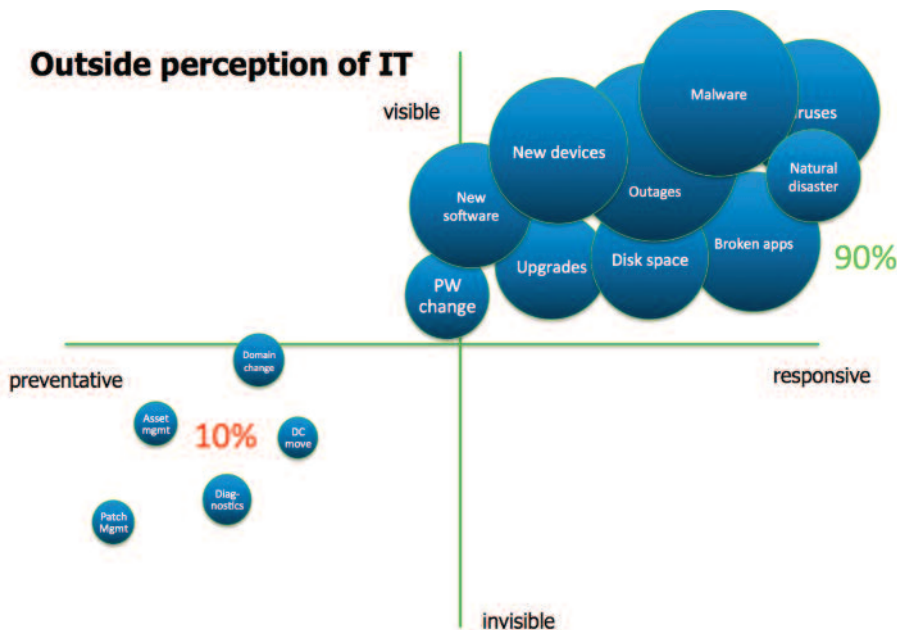 Outside perception of IT
visible
Malware
ruses
New devices
Natural
disaster
Outages
New
software
Broken apps
90%
Upgrades
Disk space
PW
change
Domain
change
preventative
responsive
Asset
mgmt
10%
DC
move
Diag-
nostics
Patch
Mgmt
invisible